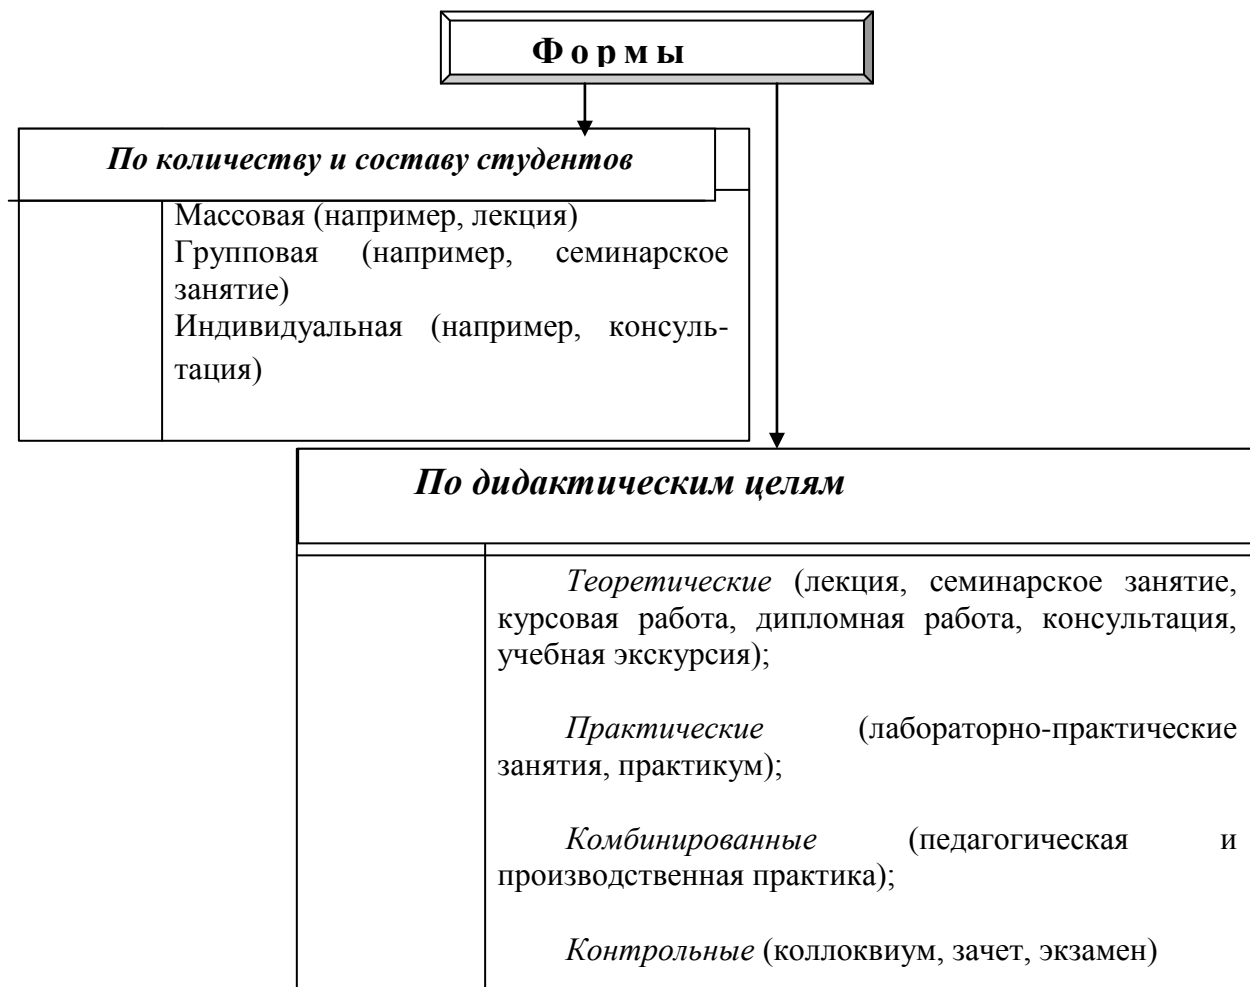 Формы
По количеству и составу студентов
Массовая (например, лекция)
Групповая (например, семинарское
занятие)
Индивидуальная (например, консуль-
тация)
По дидактическим целям
Теоретические (лекция, семинарское занятие,
курсовая работа, дипломная работа, консультация,
учебная экскурсия);
Практические (лабораторно-практические
занятия, практикум);
Комбинированные (педагогическая и
производственная практика);
Контрольные (коллоквиум, зачет, экзамен)